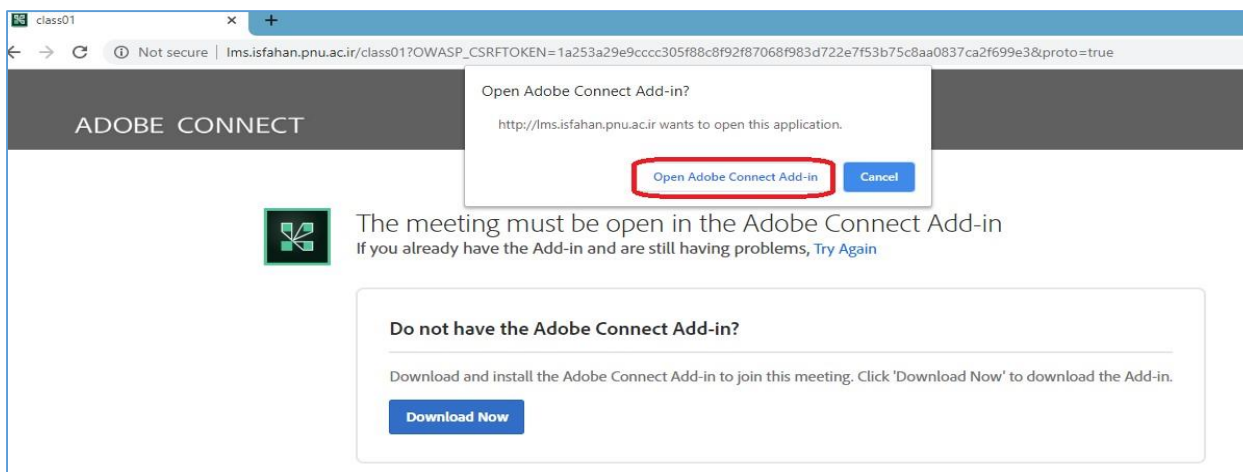 class01
Not secure | lms.isfahan.pnu.ac.ir/class01?OWASP_CSRFTOKEN=1a253a29e9cccc305f88c8f92f87068f983d722e7f53b75c8aa0837ca2f699e3&proto=true
Open Adobe Connect Add-in?
http://lms.isfahan.pnu.ac.ir wants to open this application.
Open Adobe Connect Add-in
Cancel
ADOBE CONNECT
The meeting must be open in the Adobe Connect Add-in
If you already have the Add-in and are still having problems, Try Again
Do not have the Adobe Connect Add-in?
Download and install the Adobe Connect Add-in to join this meeting. Click 'Download Now' to download the Add-in.
Download Now